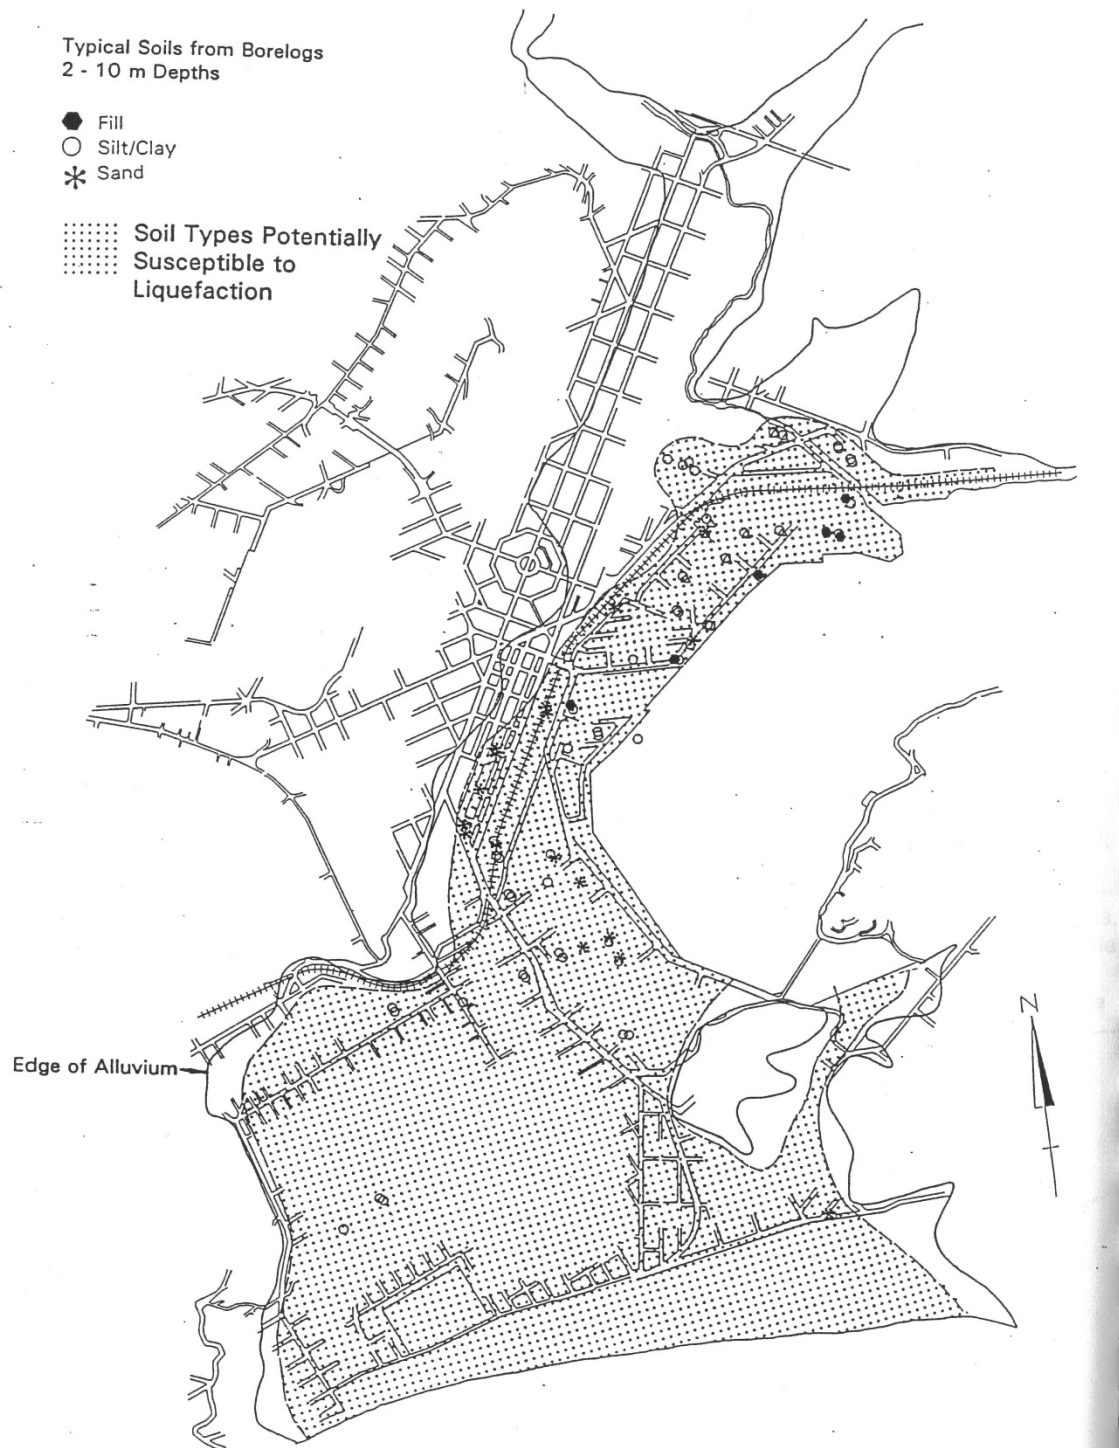 Typical Soils from Borelogs
2 - 10 m Depths
Fill
Silt/Clay
Sand
Soil Types Potentially
Susceptible to
Liquefaction
Edge of Alluvium
N